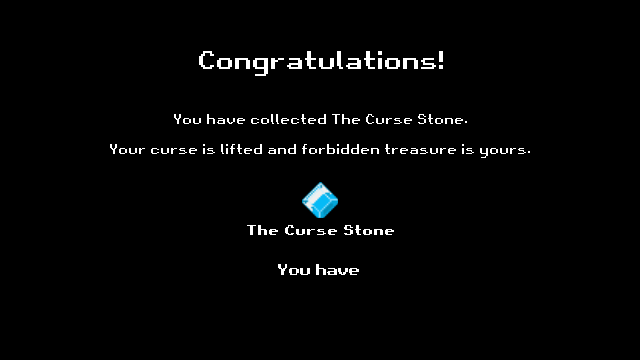 Congratulations!
You have collected The Curse Stone.
Your curse is lifted and forbidden treasure is yours.
The Curse Stone
You have